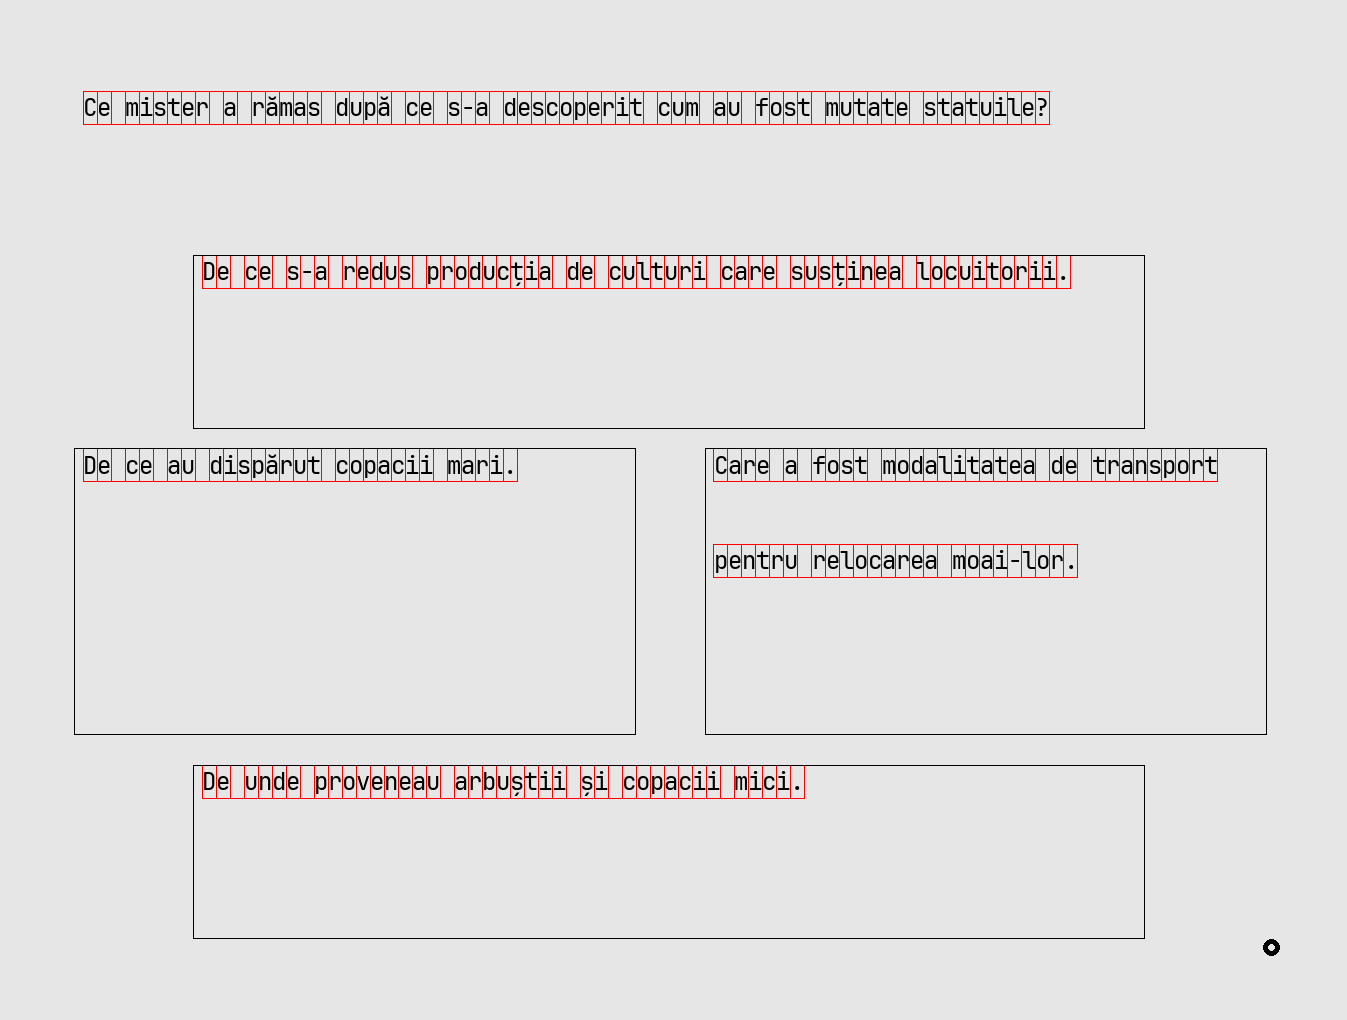 Ce mister a rămas după ce s-a descoperit cum au fost mutate statuile?
De ce s-a redus producția de culturi care susținea locuitorii.
De ce au dispărut copacii mari.
Care a fost modalitatea de transport
pentru relocarea moai-lor.
De unde proveneau arbuștii și copacii mici.